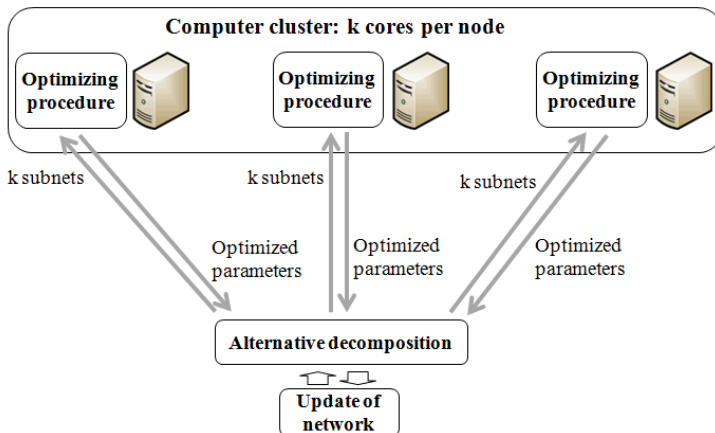 Computer cluster: k cores per node
Optimizing
procedure
Optimizing
procedure
Optimizing
procedure
k subnets
k subnets
k subnets
Optimized
parameters
Optimized
parameters
Optimized
parameters
Alternative decomposition
Update of
network